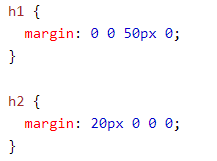 h1 {
  margin: 0 0 50px 0;
}

h2 {
  margin: 20px 0 0 0;
}